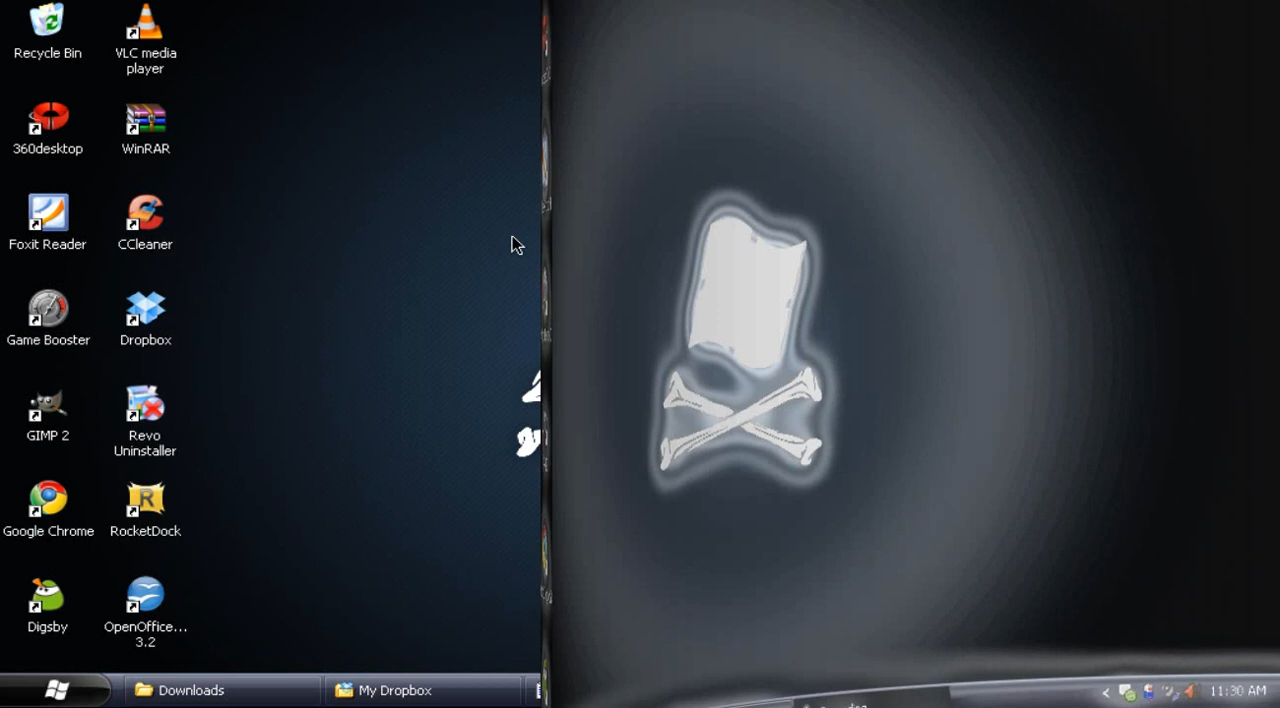 Recycle Bin
VLC media
player
360desktop
WinRAR
Foxit Reader
CCleaner
Game Booster
Dropbox
GIMP 2
Revo
Uninstaller
Google Chrome
RocketDock
Digsby
OpenOffice...
3.2
Downloads
My Dropbox
11:30 AM